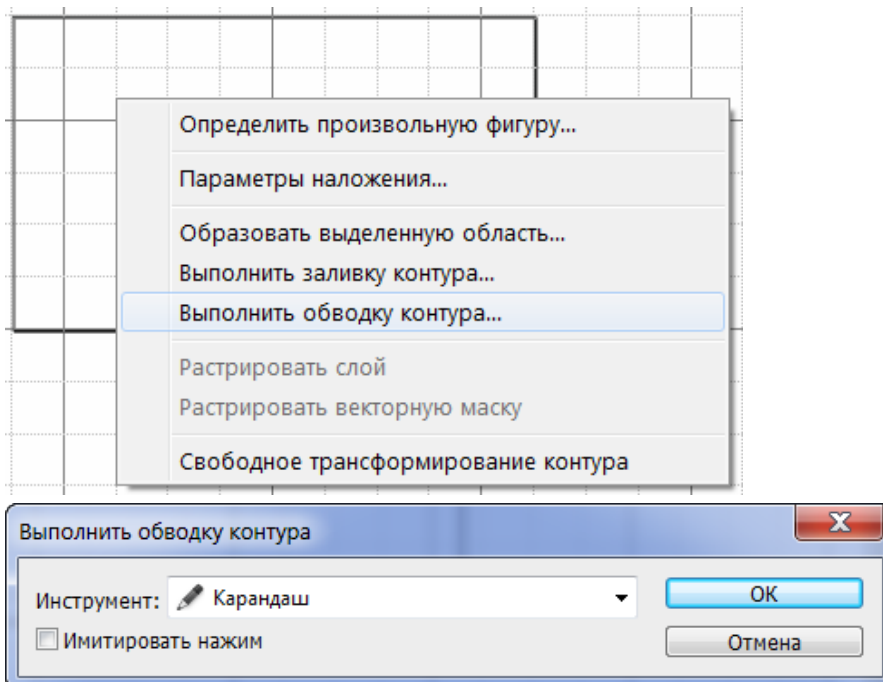 Определить произвольную фигуру...
Параметры наложения...
Образовать выделенную область...
Выполнить заливку контура...
Выполнить обводку контура...
Растрировать слой
Растрировать векторную маску
Свободное трансформирование контура
Выполнить обводку контура
Инструмент: Карандаш OK
Имитировать нажим Отмена